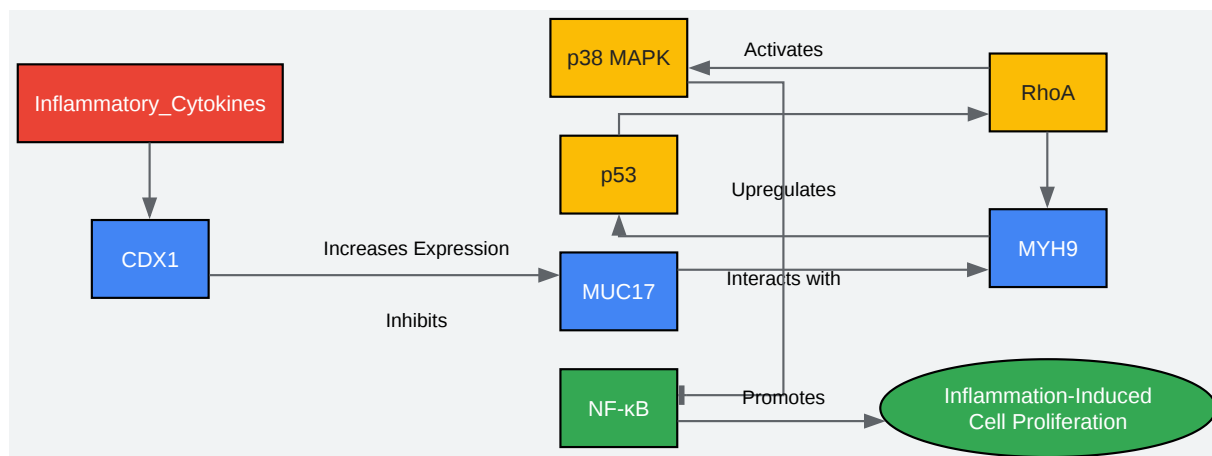 p38 MAPK
Activates
RhoA
Inflammatory_Cytokines
p53
Upregulates
CDX1
Increases Expression
MUC17
Interacts with
MYH9
Inhibits
NF-κB
Promotes
Inflammation-Induced
Cell Proliferation